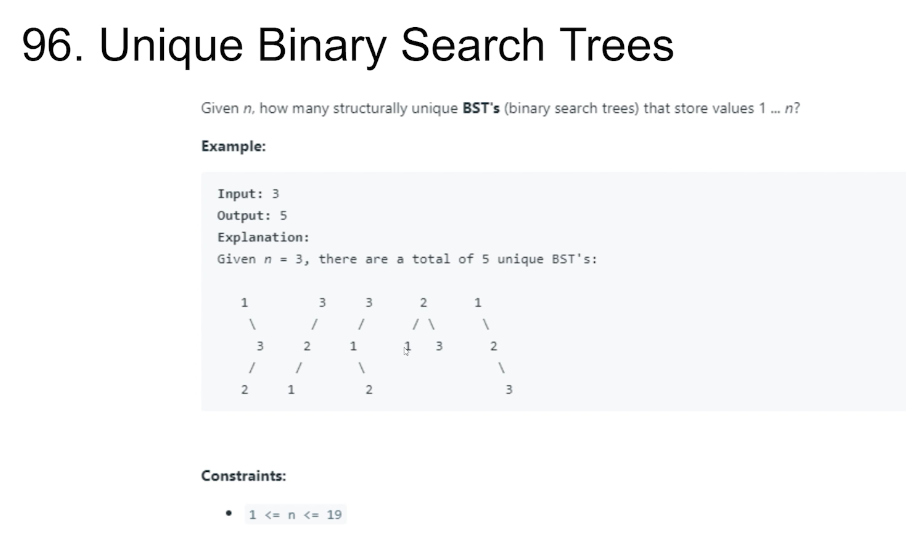 96. Unique Binary Search Trees
Given n, how many structurally unique BST's (binary search trees) that store values 1 ... n?
Example:
Input: 3
Output: 5
Explanation:
Given n = 3, there are a total of 5 unique BST's:
1 3 3 2 1
\ / / / \ \
3 2 1 1 3 2
/ / \ \
2 1 2 3
Constraints:
• 1 <= n <= 19